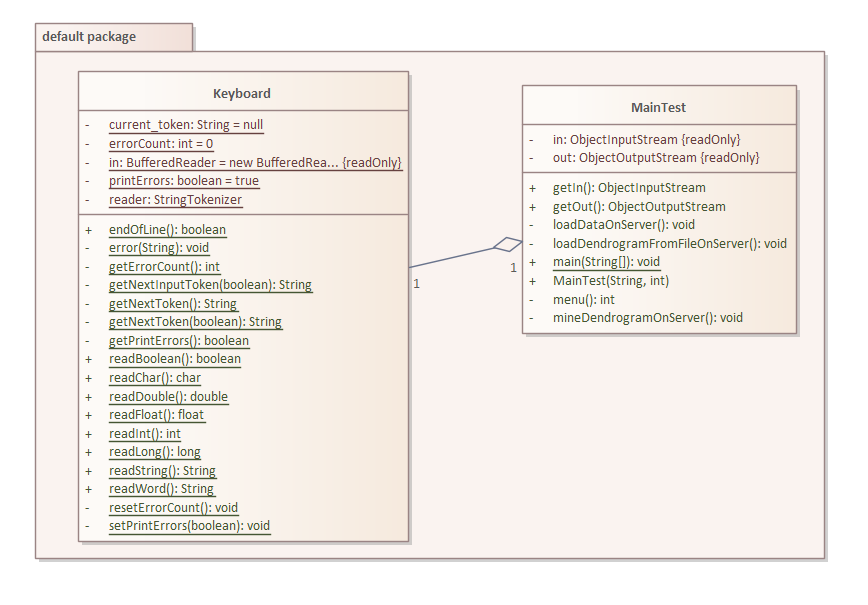 default package
Keyboard
- current_token: String = null
- errorCount: int = 0
- in: BufferedReader = new BufferedRea... {readOnly}
- printErrors: boolean = true
- reader: StringTokenizer
+ endOfLine(): boolean
- error(String): void
- getErrorCount(): int
- getNextInputToken(boolean): String
- getNextToken(): String
- getNextToken(boolean): String
- getPrintErrors(): boolean
+ readBoolean(): boolean
+ readChar(): char
+ readDouble(): double
+ readFloat(): float
+ readInt(): int
+ readLong(): long
+ readString(): String
+ readWord(): String
- resetErrorCount(): void
- setPrintErrors(boolean): void
1
1
MainTest
- in: ObjectInputStream {readOnly}
- out: ObjectOutputStream {readOnly}
+ getIn(): ObjectInputStream
+ getOut(): ObjectOutputStream
- loadDataOnServer(): void
- loadDendrogramFromFileOnServer(): void
+ main(String[]): void
+ MainTest(String, int)
- menu(): int
- mineDendrogramOnServer(): void